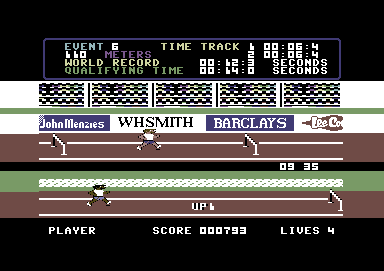 EVENT 6 TIME TRACK 1 00:06:4
110 METERS 2 00:06:4
WORLD RECORD 00:12:3 SECONDS
QUALIFYING TIME 00:14:0 SECONDS
John Menzies WHSMITH BARCLAYS
09 35
UP1
PLAYER SCORE 000793 LIVES 4